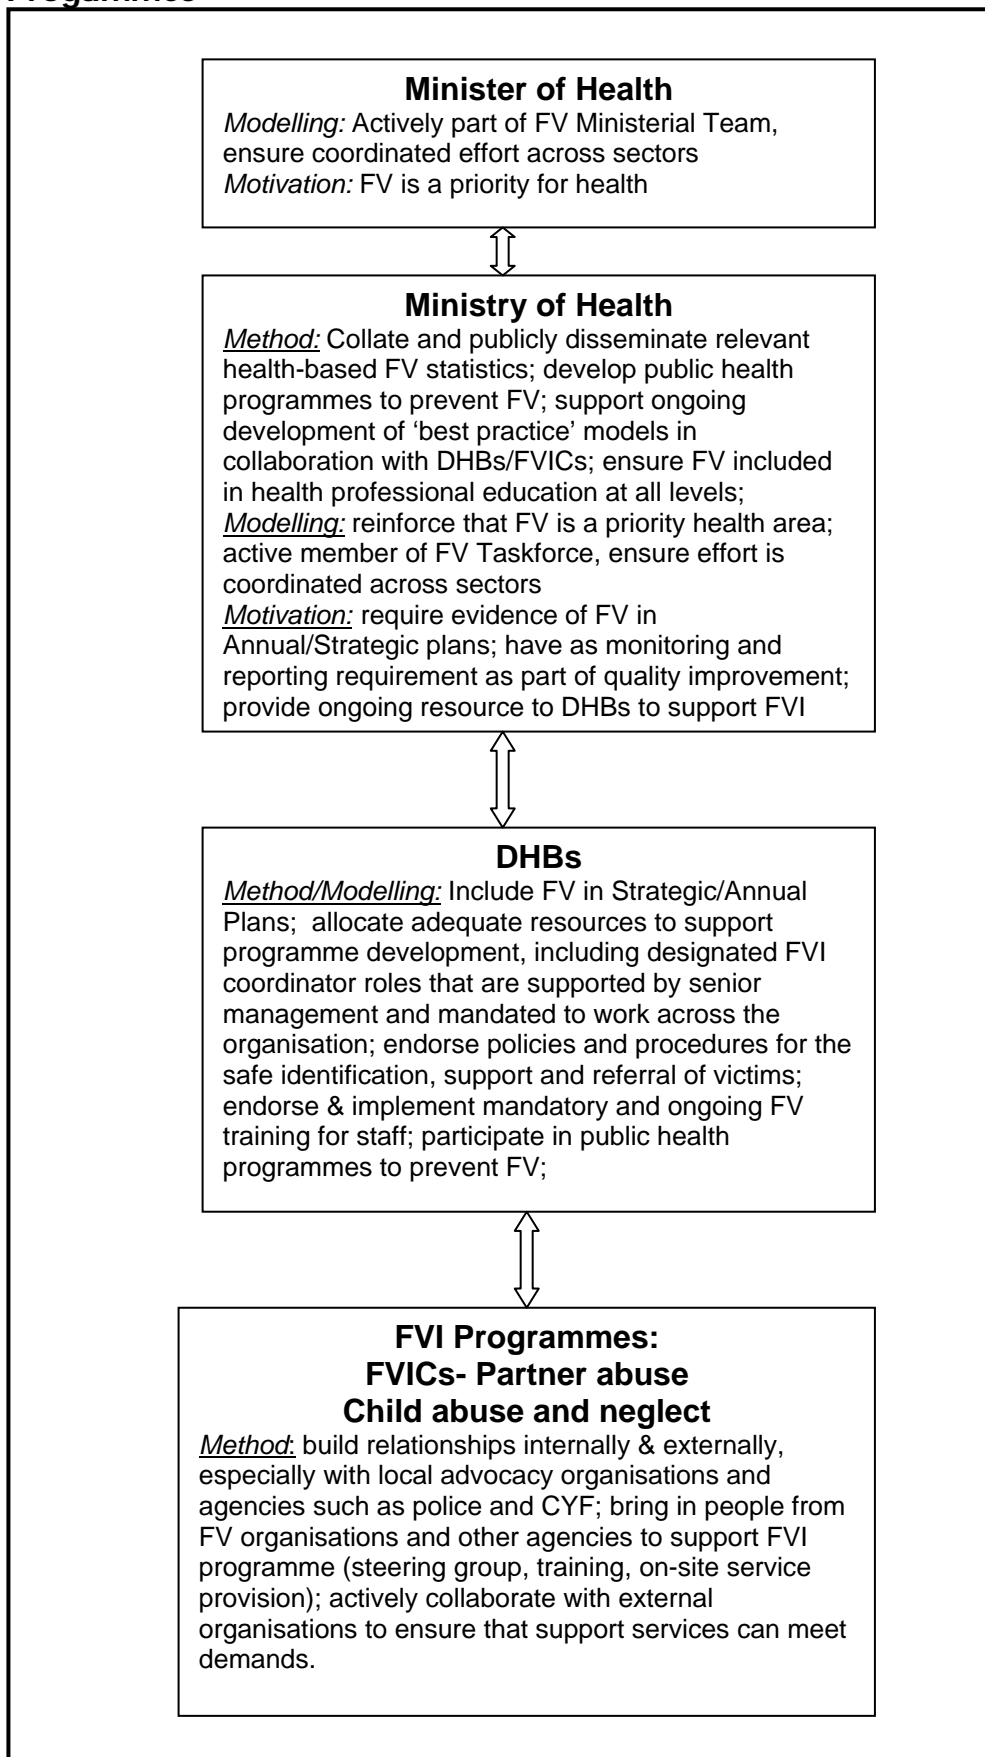 Progammes
Minister of Health
Modelling: Actively part of FV Ministerial Team,
ensure coordinated effort across sectors
Motivation: FV is a priority for health
Ministry of Health
Method: Collate and publicly disseminate relevant
health-based FV statistics; develop public health
programmes to prevent FV; support ongoing
development of ‘best practice’ models in
collaboration with DHBs/FVICs; ensure FV included
in health professional education at all levels;
Modelling: reinforce that FV is a priority health area;
active member of FV Taskforce, ensure effort is
coordinated across sectors
Motivation: require evidence of FV in
Annual/Strategic plans; have as monitoring and
reporting requirement as part of quality improvement;
provide ongoing resource to DHBs to support FVI
DHBs
Method/Modelling: Include FV in Strategic/Annual
Plans;  allocate adequate resources to support
programme development, including designated FVI
coordinator roles that are supported by senior
management and mandated to work across the
organisation; endorse policies and procedures for the
safe identification, support and referral of victims;
endorse & implement mandatory and ongoing FV
training for staff; participate in public health
programmes to prevent FV;
FVI Programmes:
FVICs- Partner abuse
Child abuse and neglect
Method: build relationships internally & externally,
especially with local advocacy organisations and
agencies such as police and CYF; bring in people from
FV organisations and other agencies to support FVI
programme (steering group, training, on-site service
provision); actively collaborate with external
organisations to ensure that support services can meet
demands.